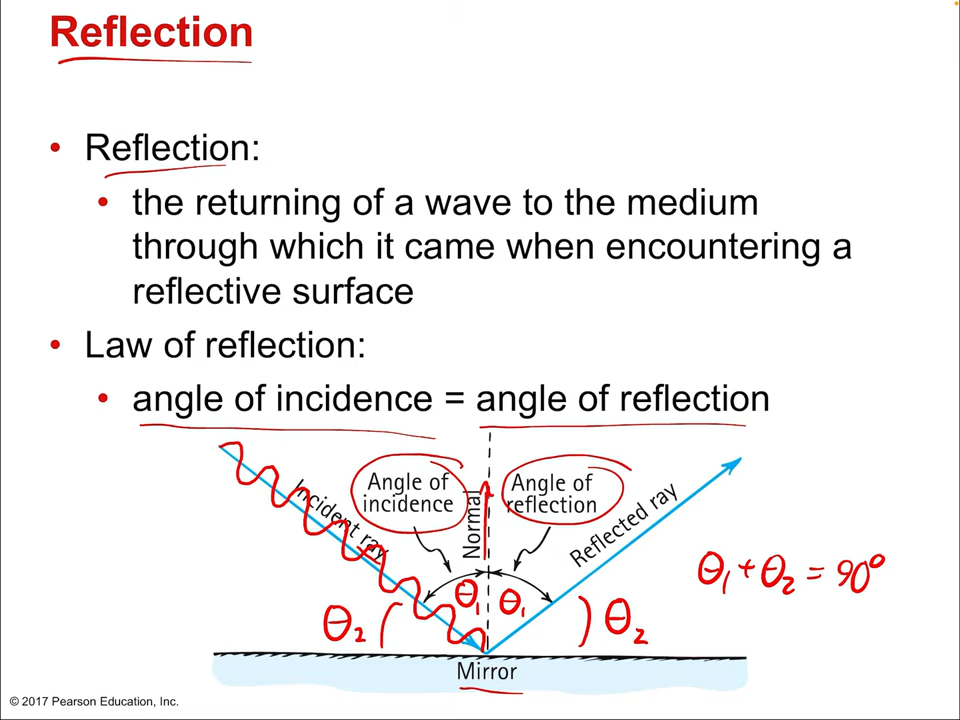 Reflection
• Reflection:
• the returning of a wave to the medium
through which it came when encountering a
reflective surface
• Law of reflection:
• angle of incidence = angle of reflection
Incident ray
Angle of
incidence
Normal
Angle of
reflection
Reflected ray
θ₁ + θ₂ = 90°
θ₂
θ₁
θ₁
θ₂
Mirror
© 2017 Pearson Education, Inc.